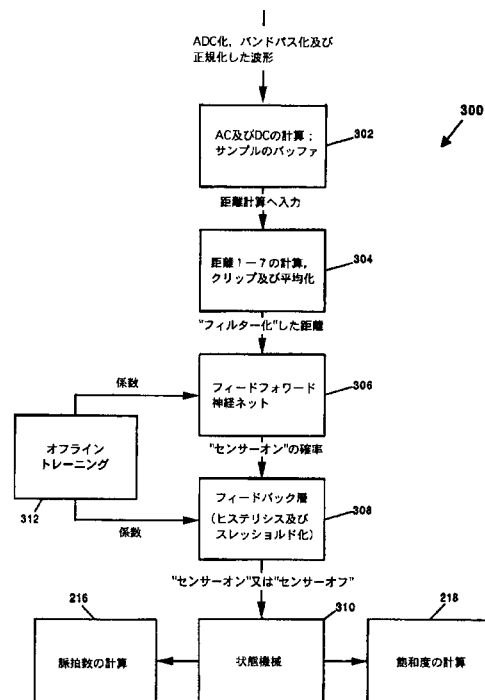 ADC化，バンドパス化及び
正規化した波形
300
AC及びDCの計算；
サンプルのバッファ
302
距離計算へ入力
距離1－7の計算，
クリップ及び平均化
304
"フィルター化"した距離
係数
フィードフォワード
神経ネット
306
"センサーオン"の確率
オフライン
トレーニング
312
フィードバック層
(ヒステリシス及び
スレッショルド化)
308
係数
"センサーオン"又は"センサーオフ"
216
310
218
脈拍数の計算
状態機械
飽和度の計算